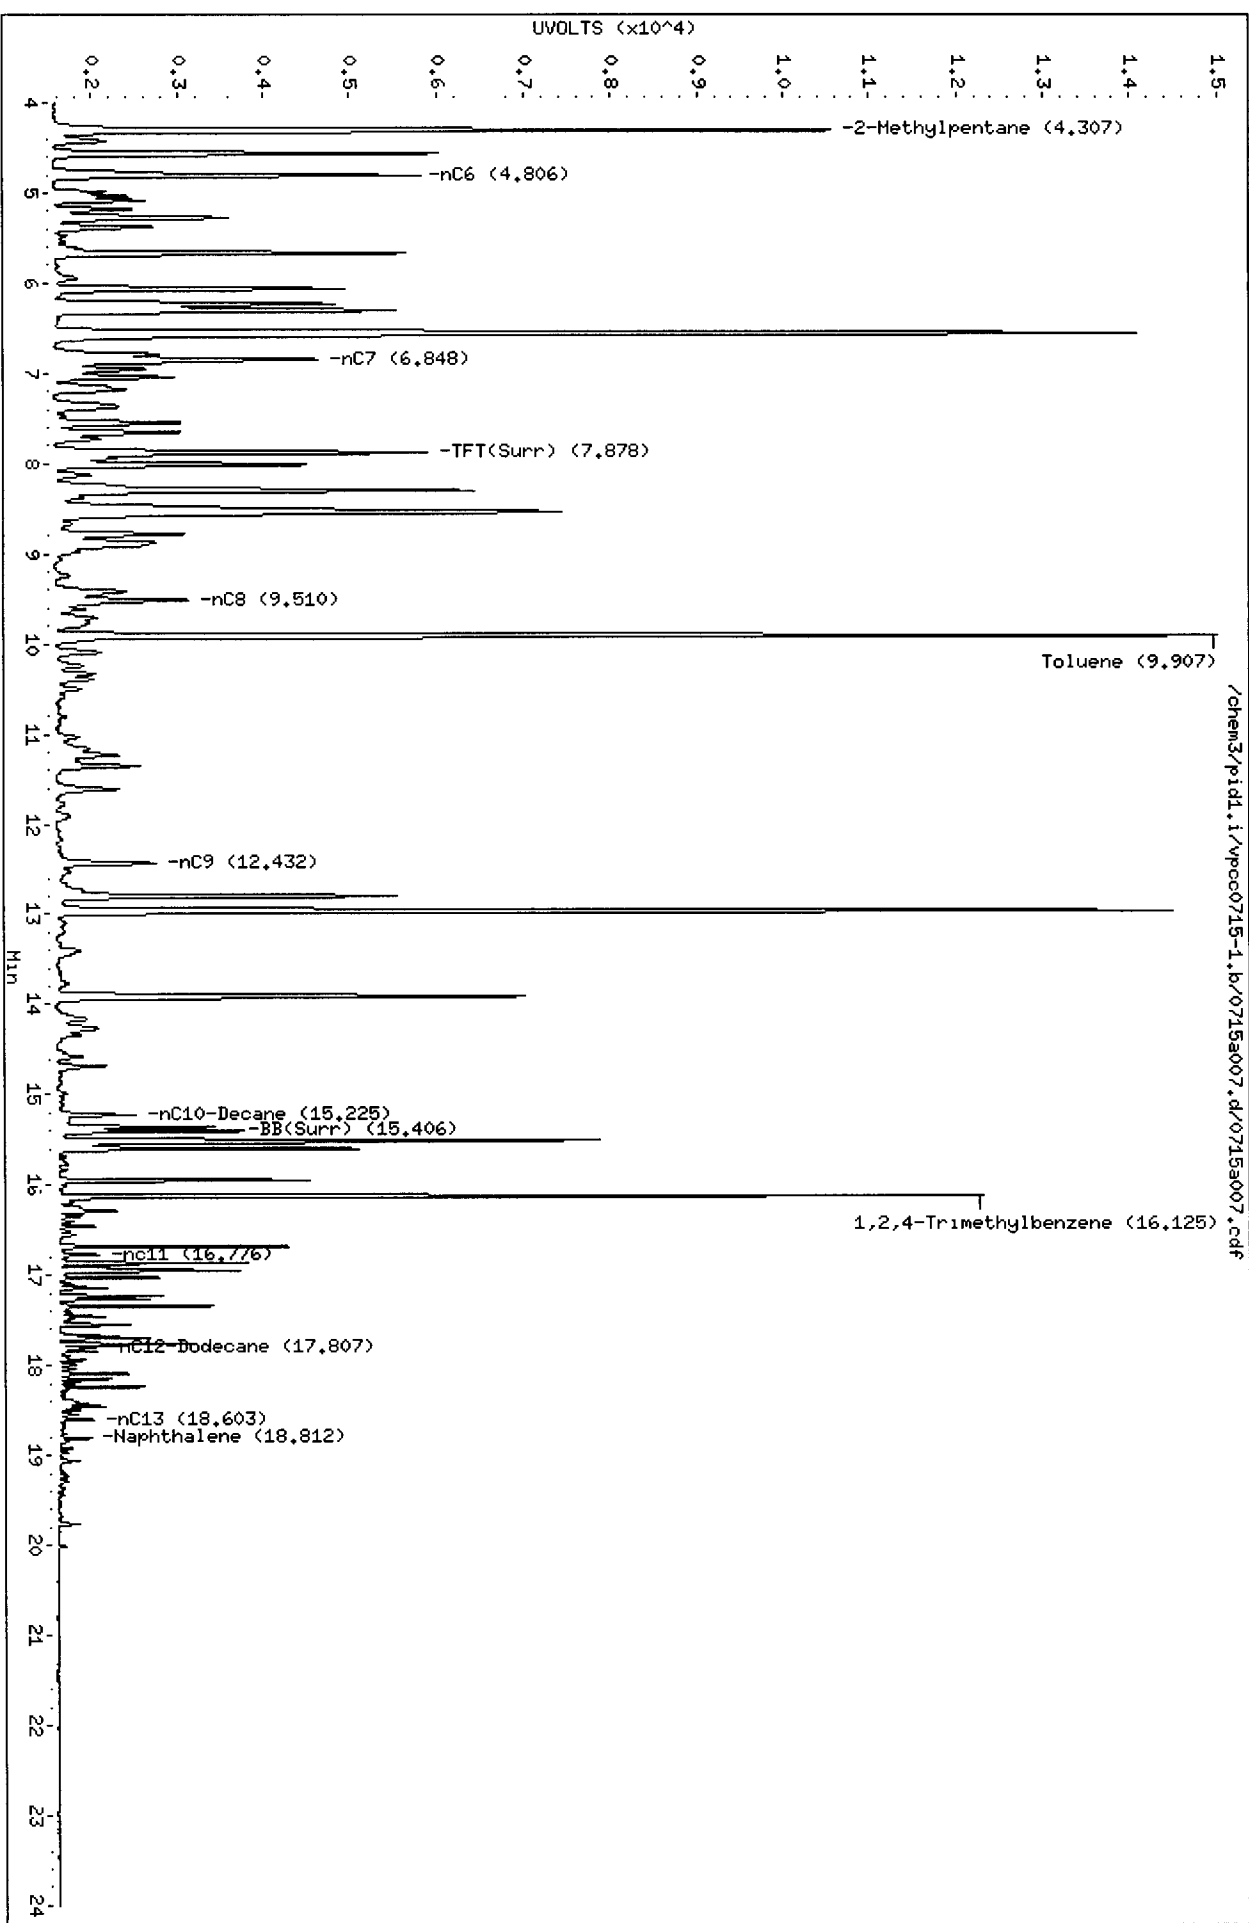 UVOLTS (x10^4)
0.2
0.3
0.4
0.5
0.6
0.7
0.8
0.9
1.0
1.1
1.2
1.3
1.4
1.5
/chem3/pid1.i/vpcc0715-1.b/0715a007.d/0715a007.cdf
-2-Methylpentane (4.307)
-nC6 (4.806)
-nC7 (6.848)
-TFT(Surr) (7.878)
-nC8 (9.510)
Toluene (9.907)
-nC9 (12.432)
-nC10-Decane (15.225)
-BB(Surr) (15.406)
1,2,4-Trimethylbenzene (16.125)
-nc11 (16.776)
nC12-Dodecane (17.807)
-nC13 (18.603)
-Naphthalene (18.812)
4
5
6
7
8
9
10
11
12
13
14
15
16
17
18
19
20
21
22
23
24
Min